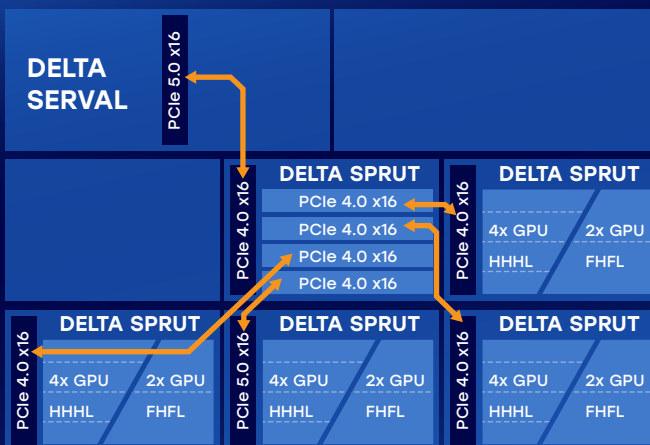 DELTA
SERVAL
PCIe 5.0 x16
PCIe 4.0 x16
DELTA SPRUT
PCIe 4.0 x16
PCIe 4.0 x16
PCIe 4.0 x16
PCIe 4.0 x16
PCIe 4.0 x16
DELTA SPRUT
4x GPU
2x GPU
HHHL
FHFL
PCIe 4.0 x16
DELTA SPRUT
4x GPU
2x GPU
HHHL
FHFL
PCIe 5.0 x16
DELTA SPRUT
4x GPU
2x GPU
HHHL
FHFL
PCIe 4.0 x16
DELTA SPRUT
4x GPU
2x GPU
HHHL
FHFL